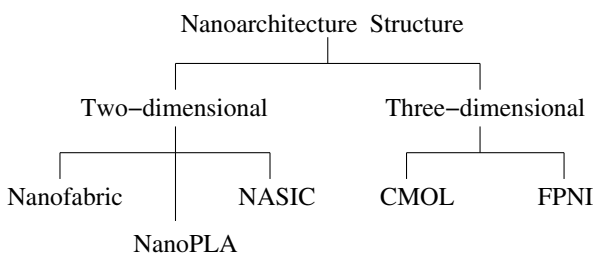 Nanoarchitecture Structure
Two−dimensional
Three−dimensional
Nanofabric
NASIC
CMOL
FPNI
NanoPLA